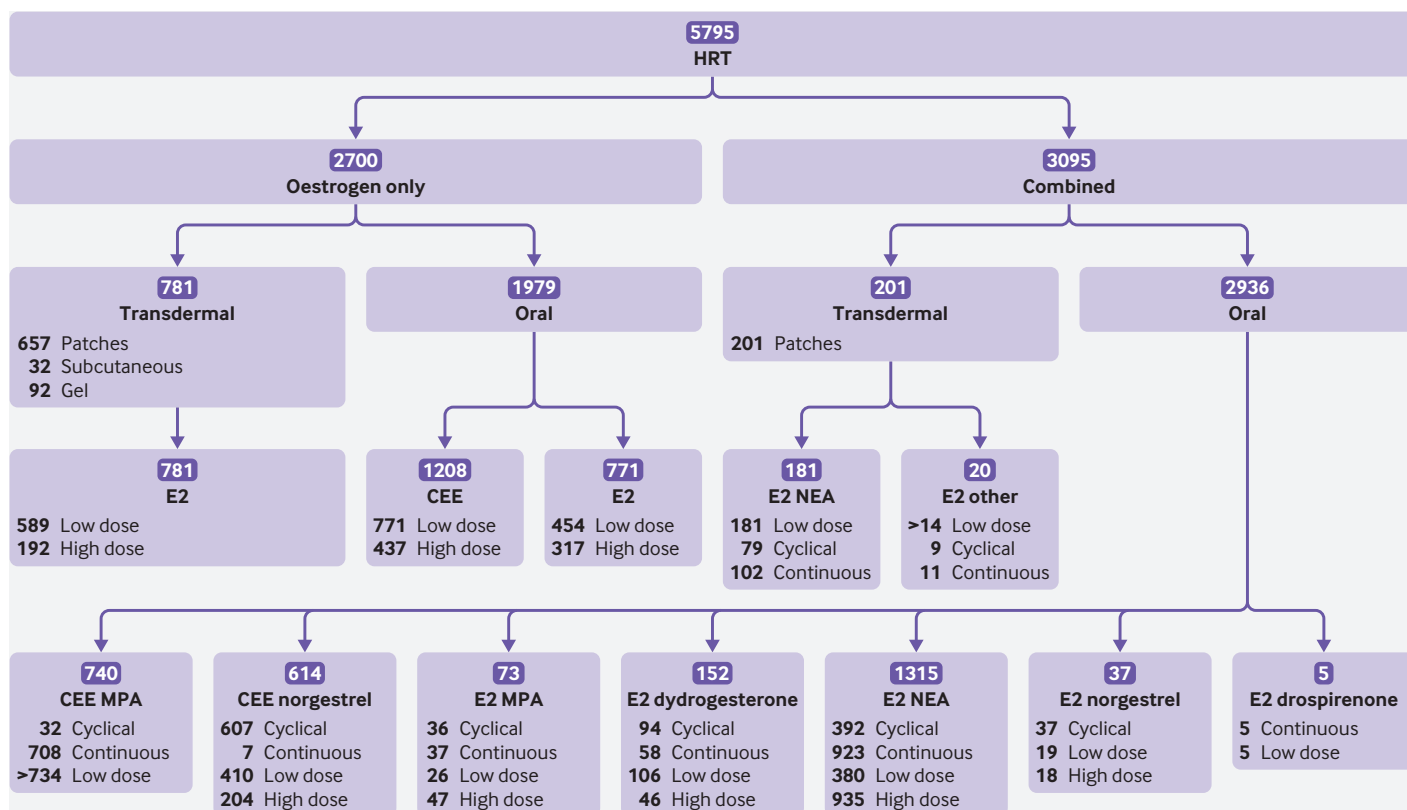 5795
HRT
2700
Oestrogen only
3095
Combined
781
Transdermal
657 Patches
32 Subcutaneous
92 Gel
1979
Oral
201
Transdermal
201 Patches
2936
Oral
781
E2
589 Low dose
192 High dose
1208
CEE
771 Low dose
437 High dose
771
E2
454 Low dose
317 High dose
181
E2 NEA
181 Low dose
79 Cyclical
102 Continuous
20
E2 other
>14 Low dose
9 Cyclical
11 Continuous
740
CEE MPA
32 Cyclical
708 Continuous
>734 Low dose
614
CEE norgestrel
607 Cyclical
7 Continuous
410 Low dose
204 High dose
73
E2 MPA
36 Cyclical
37 Continuous
26 Low dose
47 High dose
152
E2 dydrogesterone
94 Cyclical
58 Continuous
106 Low dose
46 High dose
1315
E2 NEA
392 Cyclical
923 Continuous
380 Low dose
935 High dose
37
E2 norgestrel
37 Cyclical
19 Low dose
18 High dose
5
E2 drospirenone
5 Continuous
5 Low dose